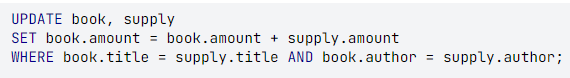 UPDATE book, supply
SET book.amount = book.amount + supply.amount
WHERE book.title = supply.title AND book.author = supply.author;